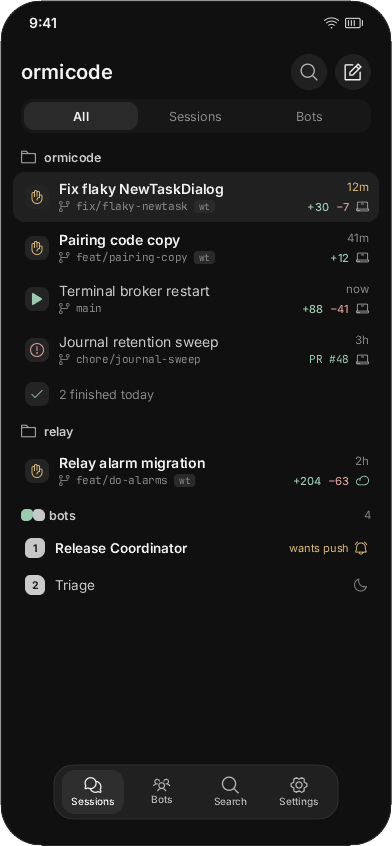 9:41
ormicode
All Sessions Bots
ormicode
Fix flaky NewTaskDialog 12m
fix/flaky-newtask wt +30 −7
Pairing code copy 41m
feat/pairing-copy wt +12
Terminal broker restart now
main +88 −41
Journal retention sweep 3h
chore/journal-sweep PR #48
2 finished today
relay
Relay alarm migration 2h
feat/do-alarms wt +204 −63
bots 4
1 Release Coordinator wants push
2 Triage
Sessions Bots Search Settings